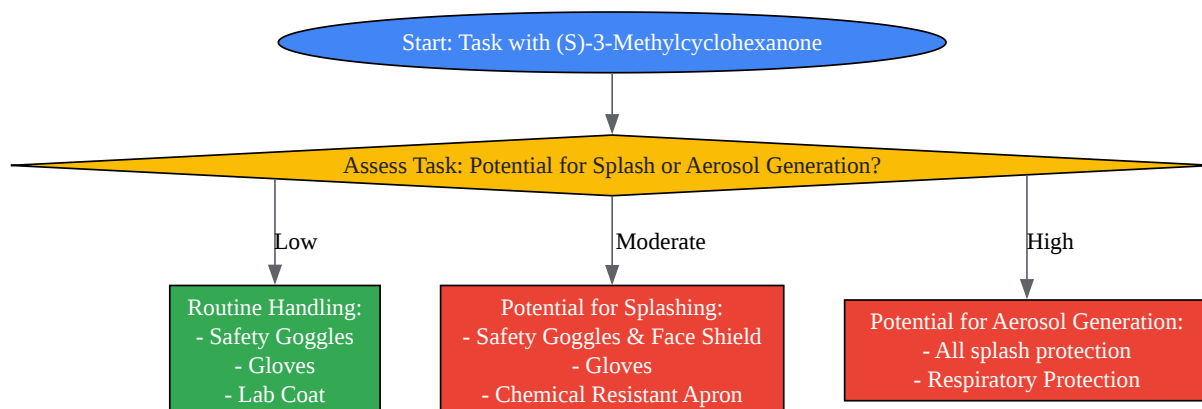 Start: Task with (S)-3-Methylcyclohexanone
Assess Task: Potential for Splash or Aerosol Generation?
Low
Moderate
High
Routine Handling:
- Safety Goggles
- Gloves
- Lab Coat
Potential for Splashing:
- Safety Goggles & Face Shield
- Gloves
- Chemical Resistant Apron
Potential for Aerosol Generation:
- All splash protection
- Respiratory Protection